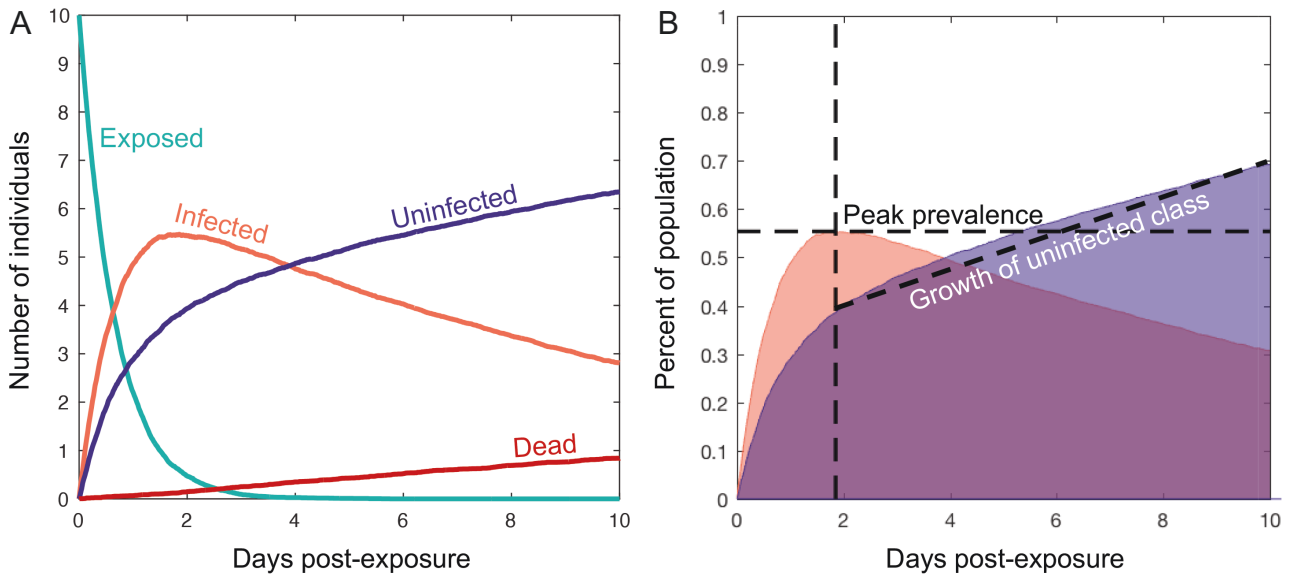 A
10
9
8
7
6
5
4
3
2
1
0
Number of individuals
Exposed
Infected
Uninfected
Dead
0 2 4 6 8 10
Days post-exposure
B
1
0.9
0.8
0.7
0.6
0.5
0.4
0.3
0.2
0.1
0
Percent of population
Peak prevalence
Growth of uninfected class
0 2 4 6 8 10
Days post-exposure